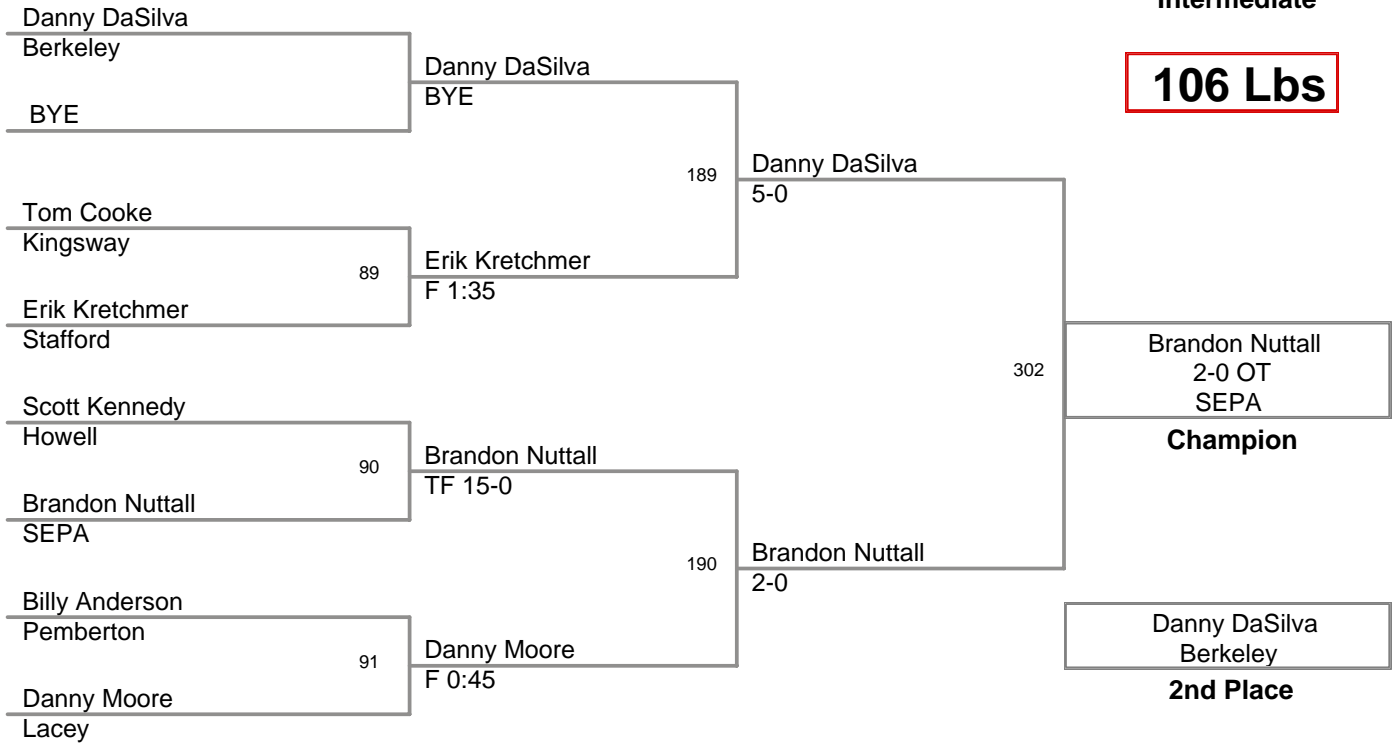 Intermediate
106 Lbs
Danny DaSilva
Berkeley
BYE
Tom Cooke
Kingsway
89
Erik Kretchmer
Stafford
Scott Kennedy
Howell
90
Brandon Nuttall
SEPA
Billy Anderson
Pemberton
91
Danny Moore
Lacey
Danny DaSilva
BYE
189
Erik Kretchmer
F 1:35
Brandon Nuttall
TF 15-0
190
Danny Moore
F 0:45
Danny DaSilva
5-0
302
Brandon Nuttall
2-0
Brandon Nuttall
2-0 OT
SEPA
Champion
Danny DaSilva
Berkeley
2nd Place